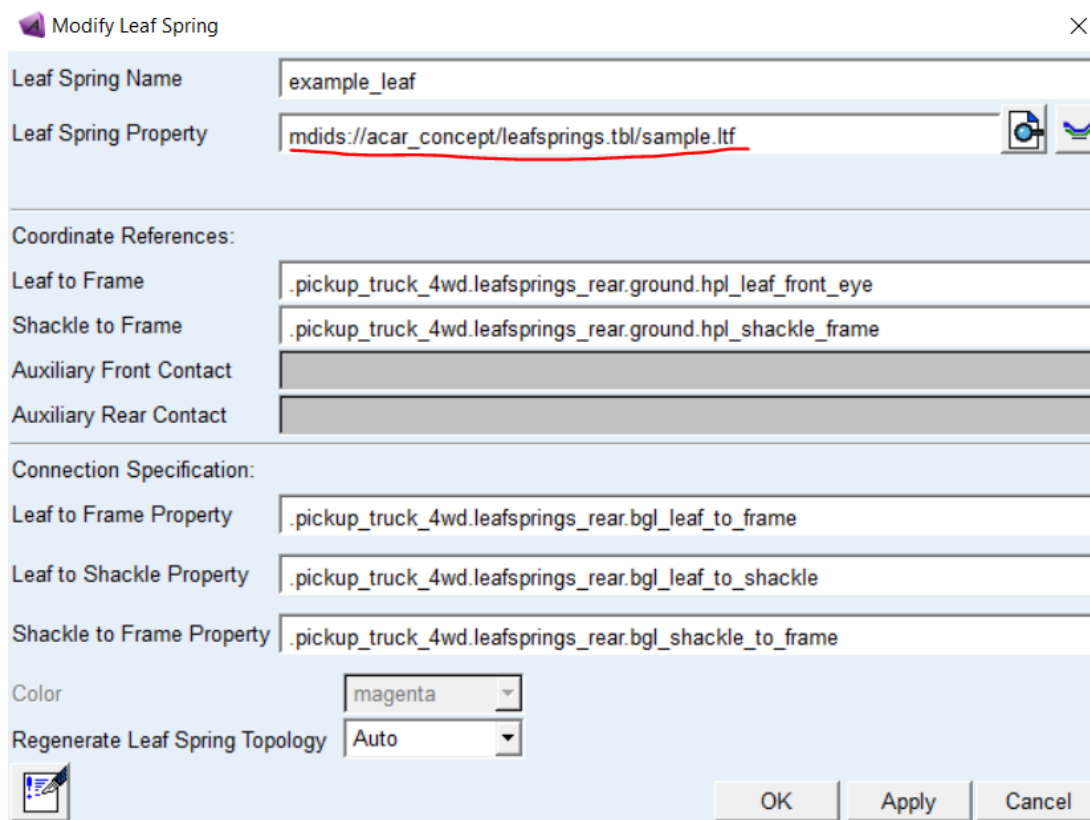 Modify Leaf Spring
Leaf Spring Name example_leaf
Leaf Spring Property mdids://acar_concept/leafsprings.tbl/sample.ltf
Coordinate References:
Leaf to Frame .pickup_truck_4wd.leafsprings_rear.ground.hpl_leaf_front_eye
Shackle to Frame .pickup_truck_4wd.leafsprings_rear.ground.hpl_shackle_frame
Auxiliary Front Contact
Auxiliary Rear Contact
Connection Specification:
Leaf to Frame Property .pickup_truck_4wd.leafsprings_rear.bgl_leaf_to_frame
Leaf to Shackle Property .pickup_truck_4wd.leafsprings_rear.bgl_leaf_to_shackle
Shackle to Frame Property .pickup_truck_4wd.leafsprings_rear.bgl_shackle_to_frame
Color magenta
Regenerate Leaf Spring Topology Auto
OK Apply Cancel